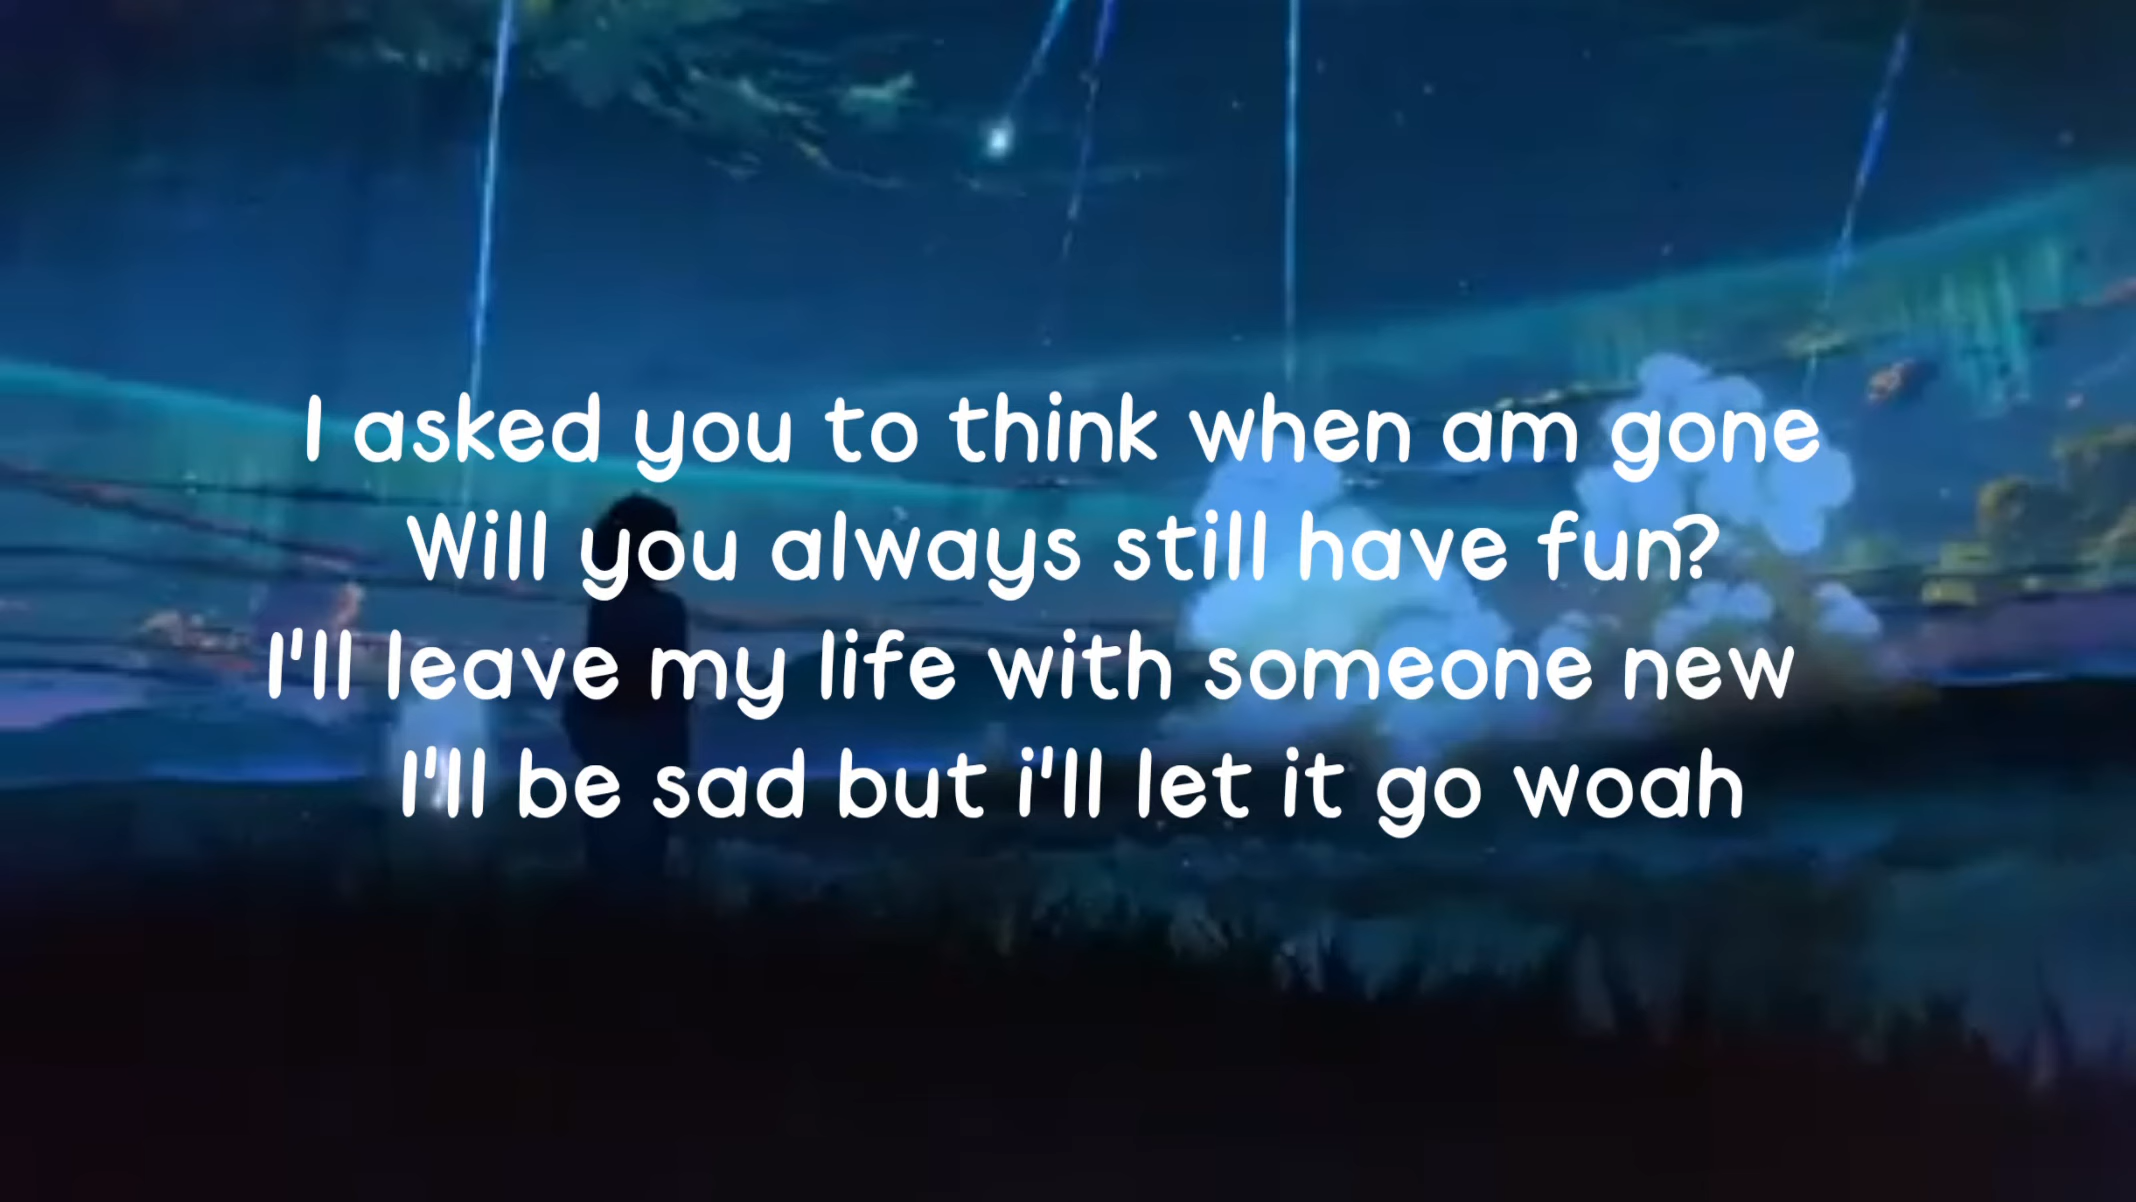 I asked you to think when am gone
Will you always still have fun?
I'll leave my life with someone new
I'll be sad but i'll let it go woah